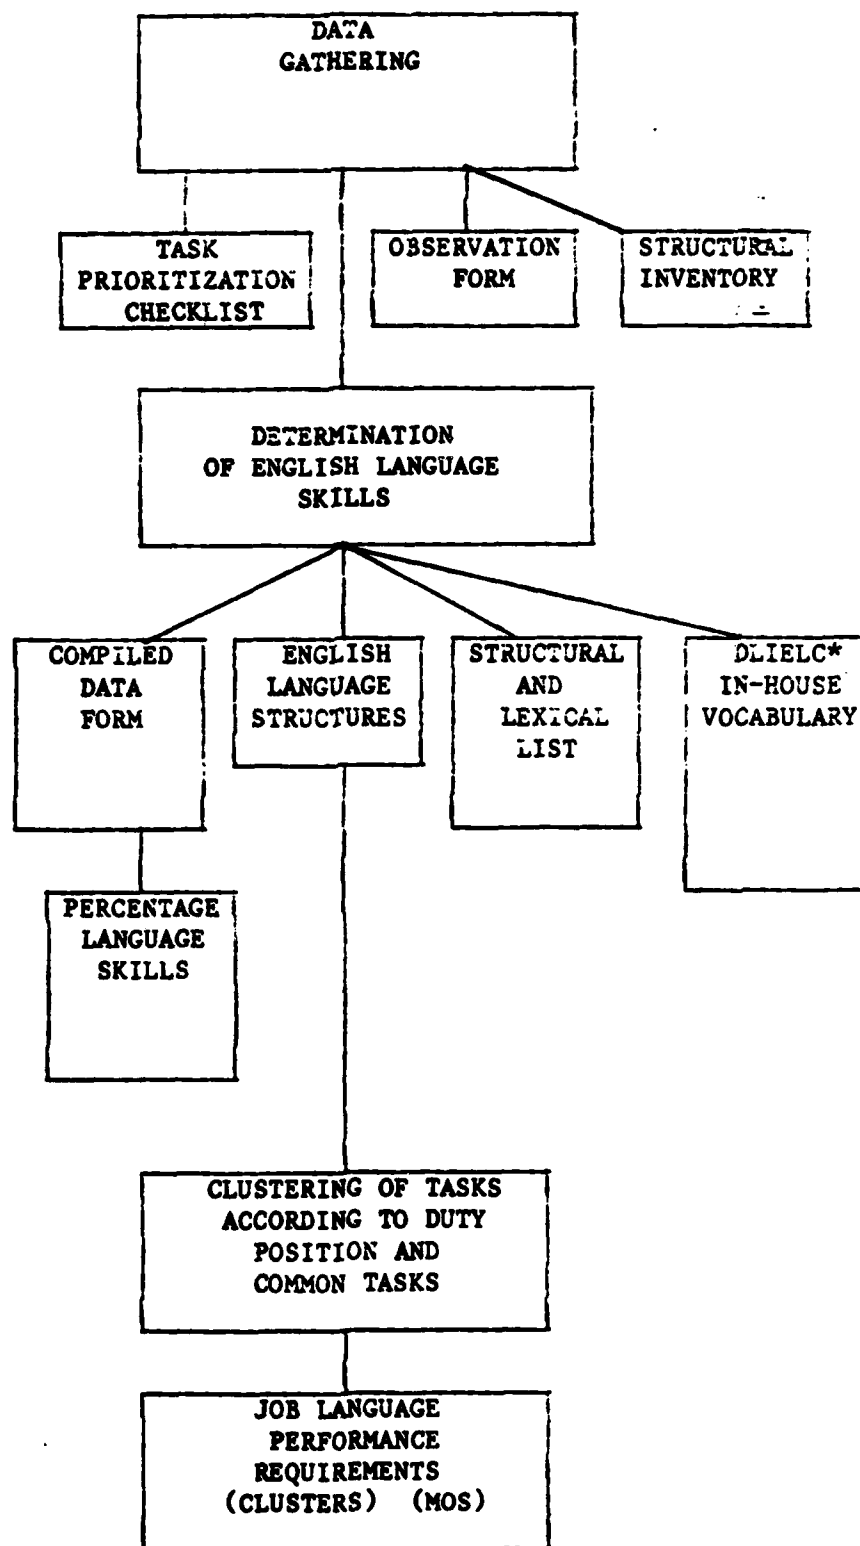 DATA
GATHERING
TASK
PRIORITIZATION
CHECKLIST
OBSERVATION
FORM
STRUCTURAL
INVENTORY
DETERMINATION
OF ENGLISH LANGUAGE
SKILLS
COMPILED
DATA
FORM
ENGLISH
LANGUAGE
STRUCTURES
STRUCTURAL
AND
LEXICAL
LIST
DLIELC*
IN-HOUSE
VOCABULARY
PERCENTAGE
LANGUAGE
SKILLS
CLUSTERING OF TASKS
ACCORDING TO DUTY
POSITION AND
COMMON TASKS
JOB LANGUAGE
PERFORMANCE
REQUIREMENTS
(CLUSTERS) (MOS)